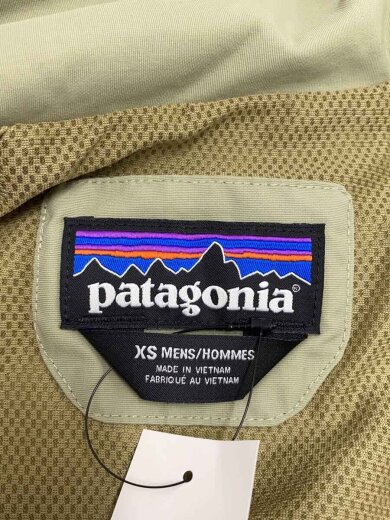 patagonia®
XS MENS/HOMMES
MADE IN VIETNAM
FABRIQUÉ AU VIETNAM